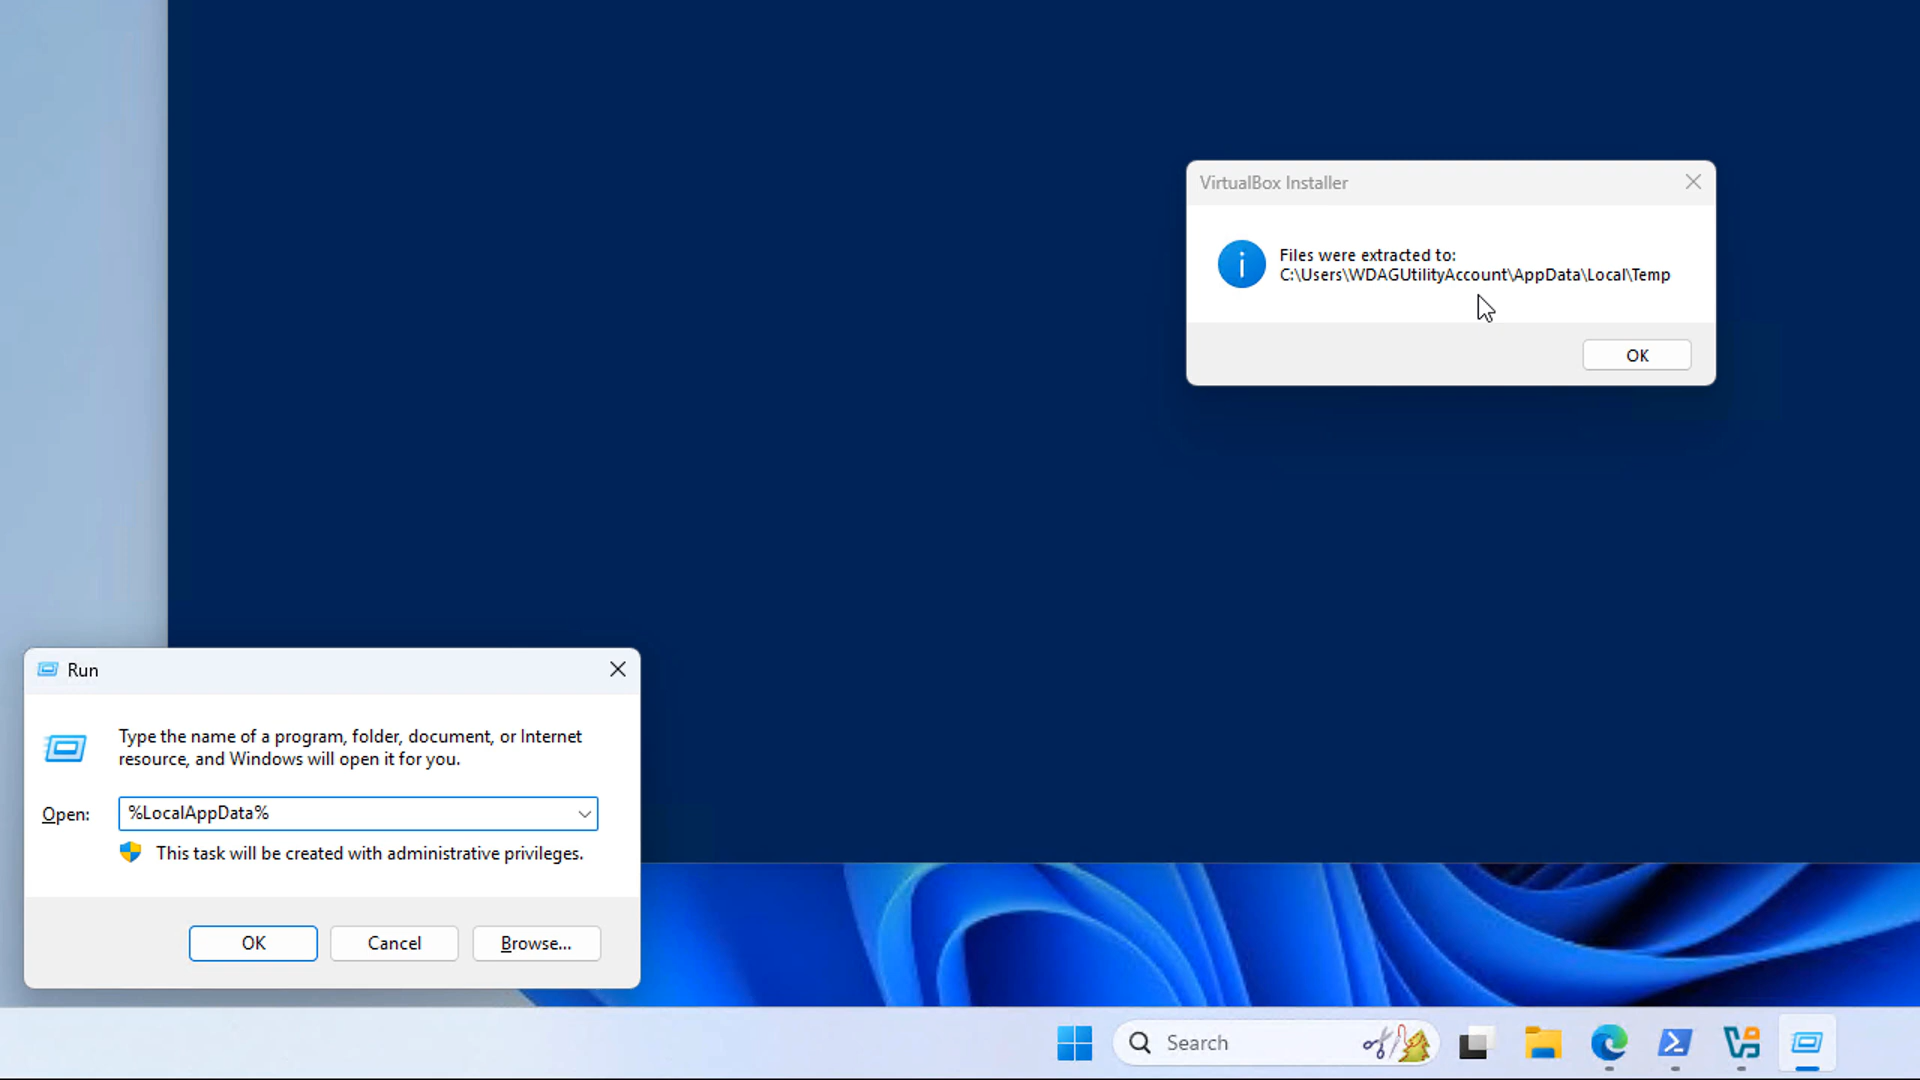 VirtualBox Installer
Files were extracted to:
C:\Users\WDAGUtilityAccount\AppData\Local\Temp
OK
Run
Type the name of a program, folder, document, or Internet
resource, and Windows will open it for you.
Open:
%LocalAppData%
This task will be created with administrative privileges.
OK
Cancel
Browse...
Search